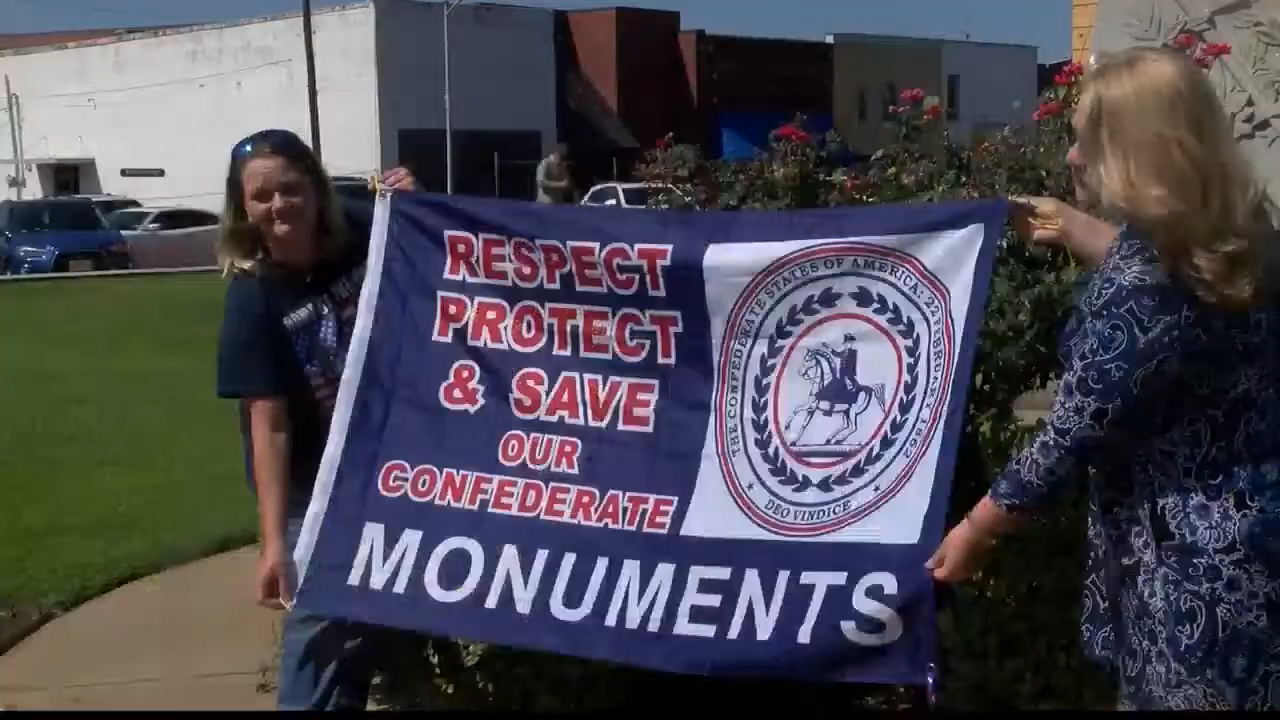 RESPECT
PROTECT
& SAVE
OUR
CONFEDERATE
MONUMENTS
THE CONFEDERATE STATES OF AMERICA: 22 FEBRUARY 1862
DEO VINDICE